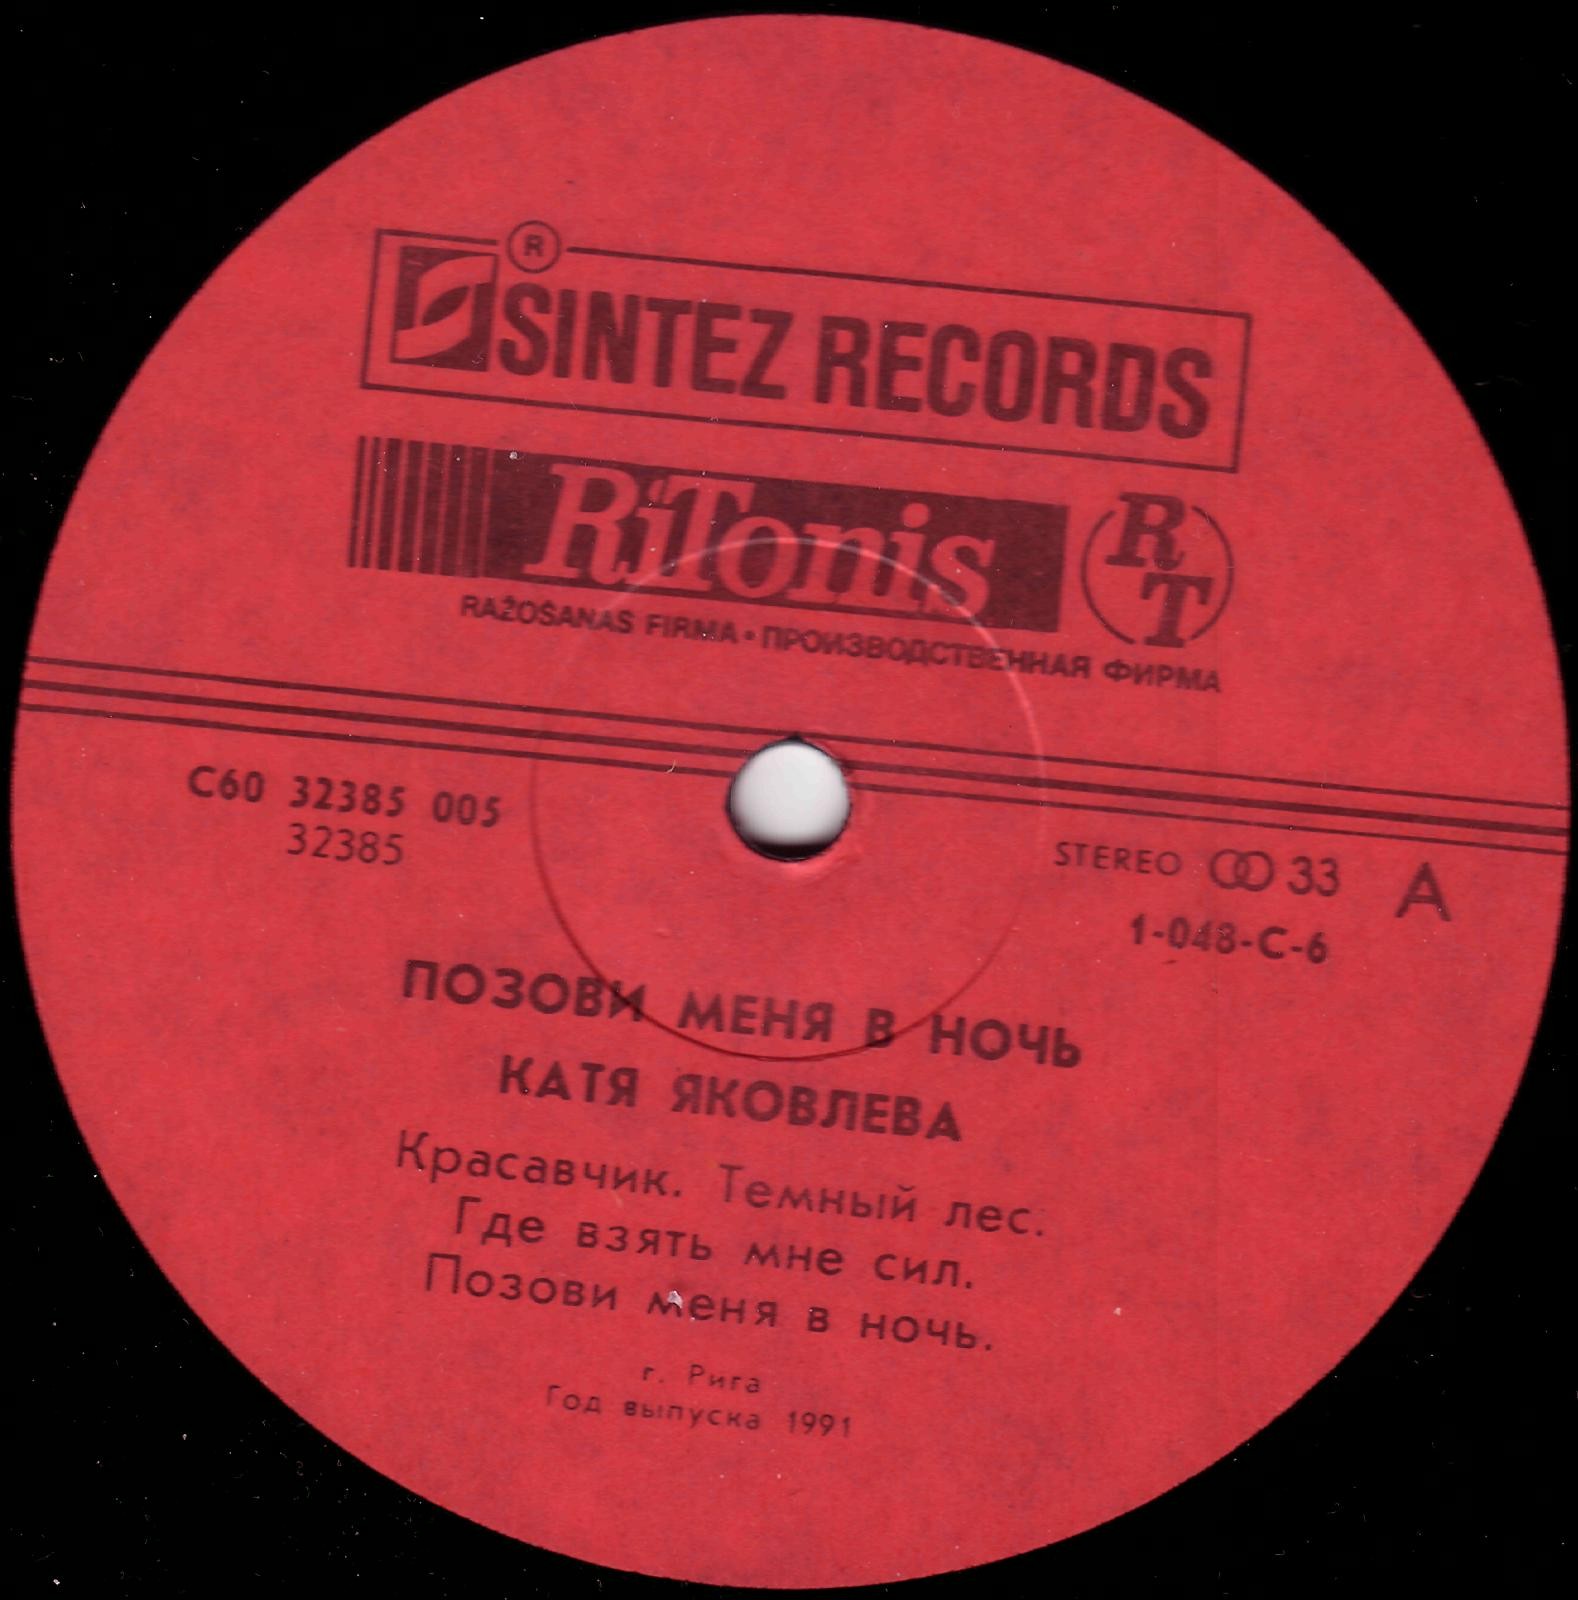 R
SINTEZ RECORDS
RiTonis RT
RAŽOŠANAS FIRMA • ПРОИЗВОДСТВЕННАЯ ФИРМА
С60 32385 005
32385
STEREO 33 A
1-048-С-6
ПОЗОВИ МЕНЯ В НОЧЬ
КАТЯ ЯКОВЛЕВА
Красавчик. Темный лес.
Где взять мне сил.
Позови меня в ночь.
г. Рига
Год выпуска 1991